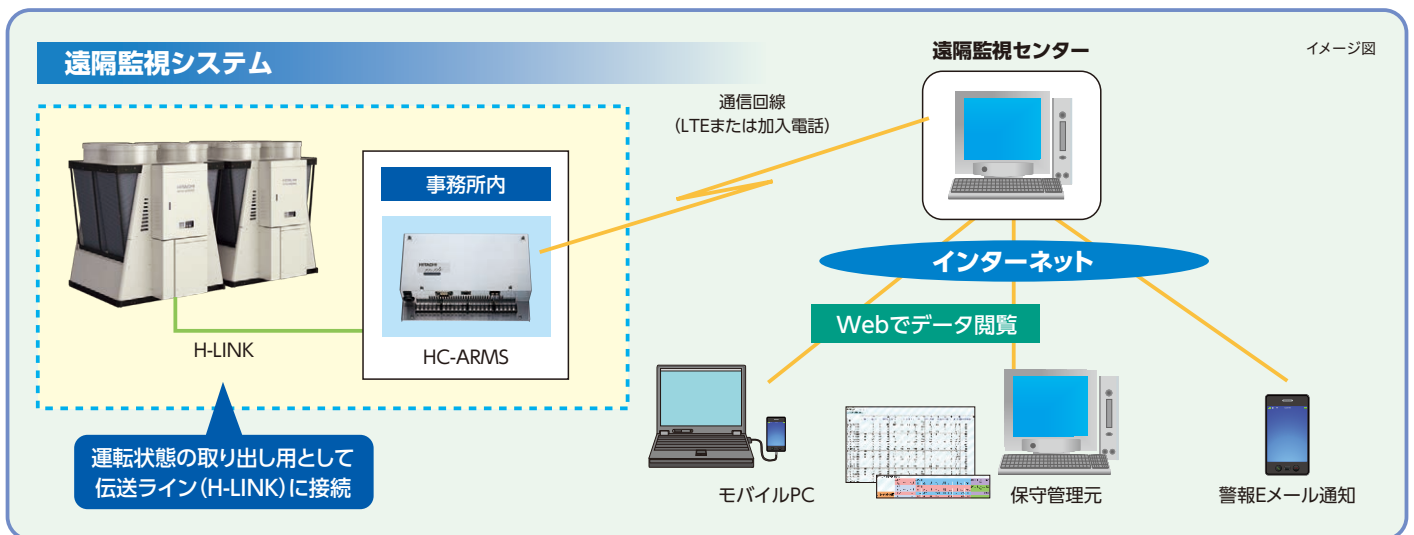 遠隔監視システム
遠隔監視センター
イメージ図
通信回線
(LTEまたは加入電話)
事務所内
HITACHI
H-LINK
HC-ARMS
インターネット
Webでデータ閲覧
運転状態の取り出し用として
伝送ライン(H-LINK)に接続
モバイルPC
保守管理元
警報Eメール通知